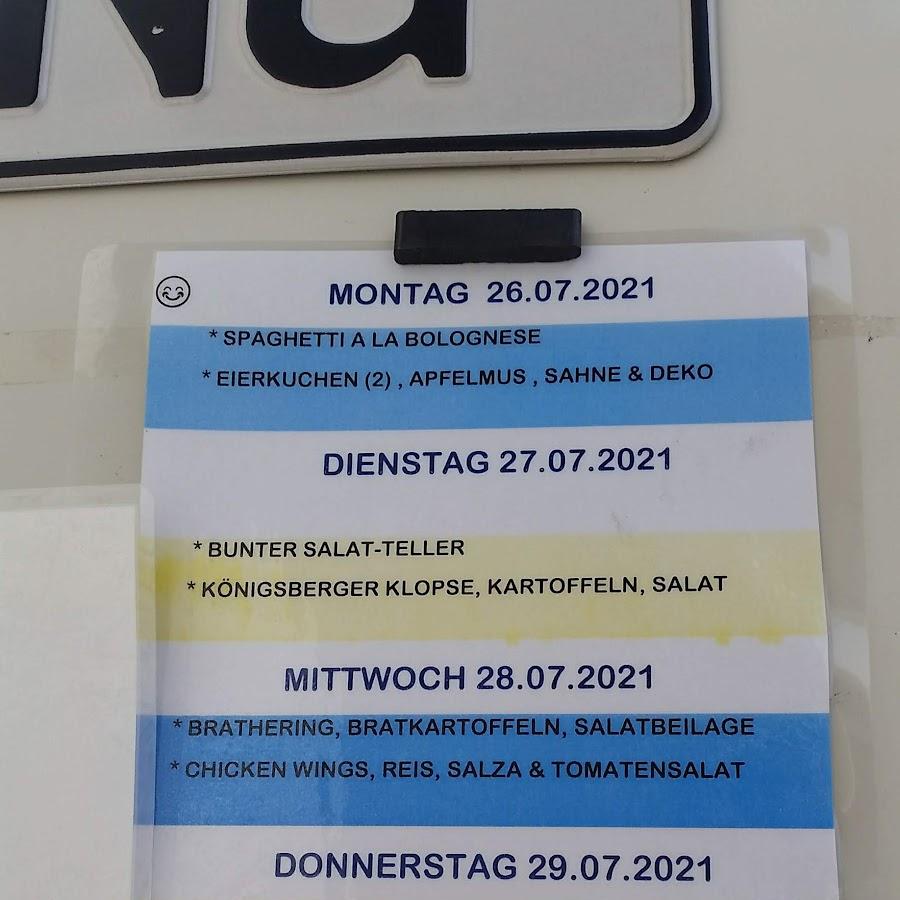 MONTAG 26.07.2021
* SPAGHETTI A LA BOLOGNESE
* EIERKUCHEN (2) , APFELMUS , SAHNE & DEKO
DIENSTAG 27.07.2021
* BUNTER SALAT-TELLER
* KÖNIGSBERGER KLOPSE, KARTOFFELN, SALAT
MITTWOCH 28.07.2021
* BRATHERING, BRATKARTOFFELN, SALATBEILAGE
* CHICKEN WINGS, REIS, SALZA & TOMATENSALAT
DONNERSTAG 29.07.2021